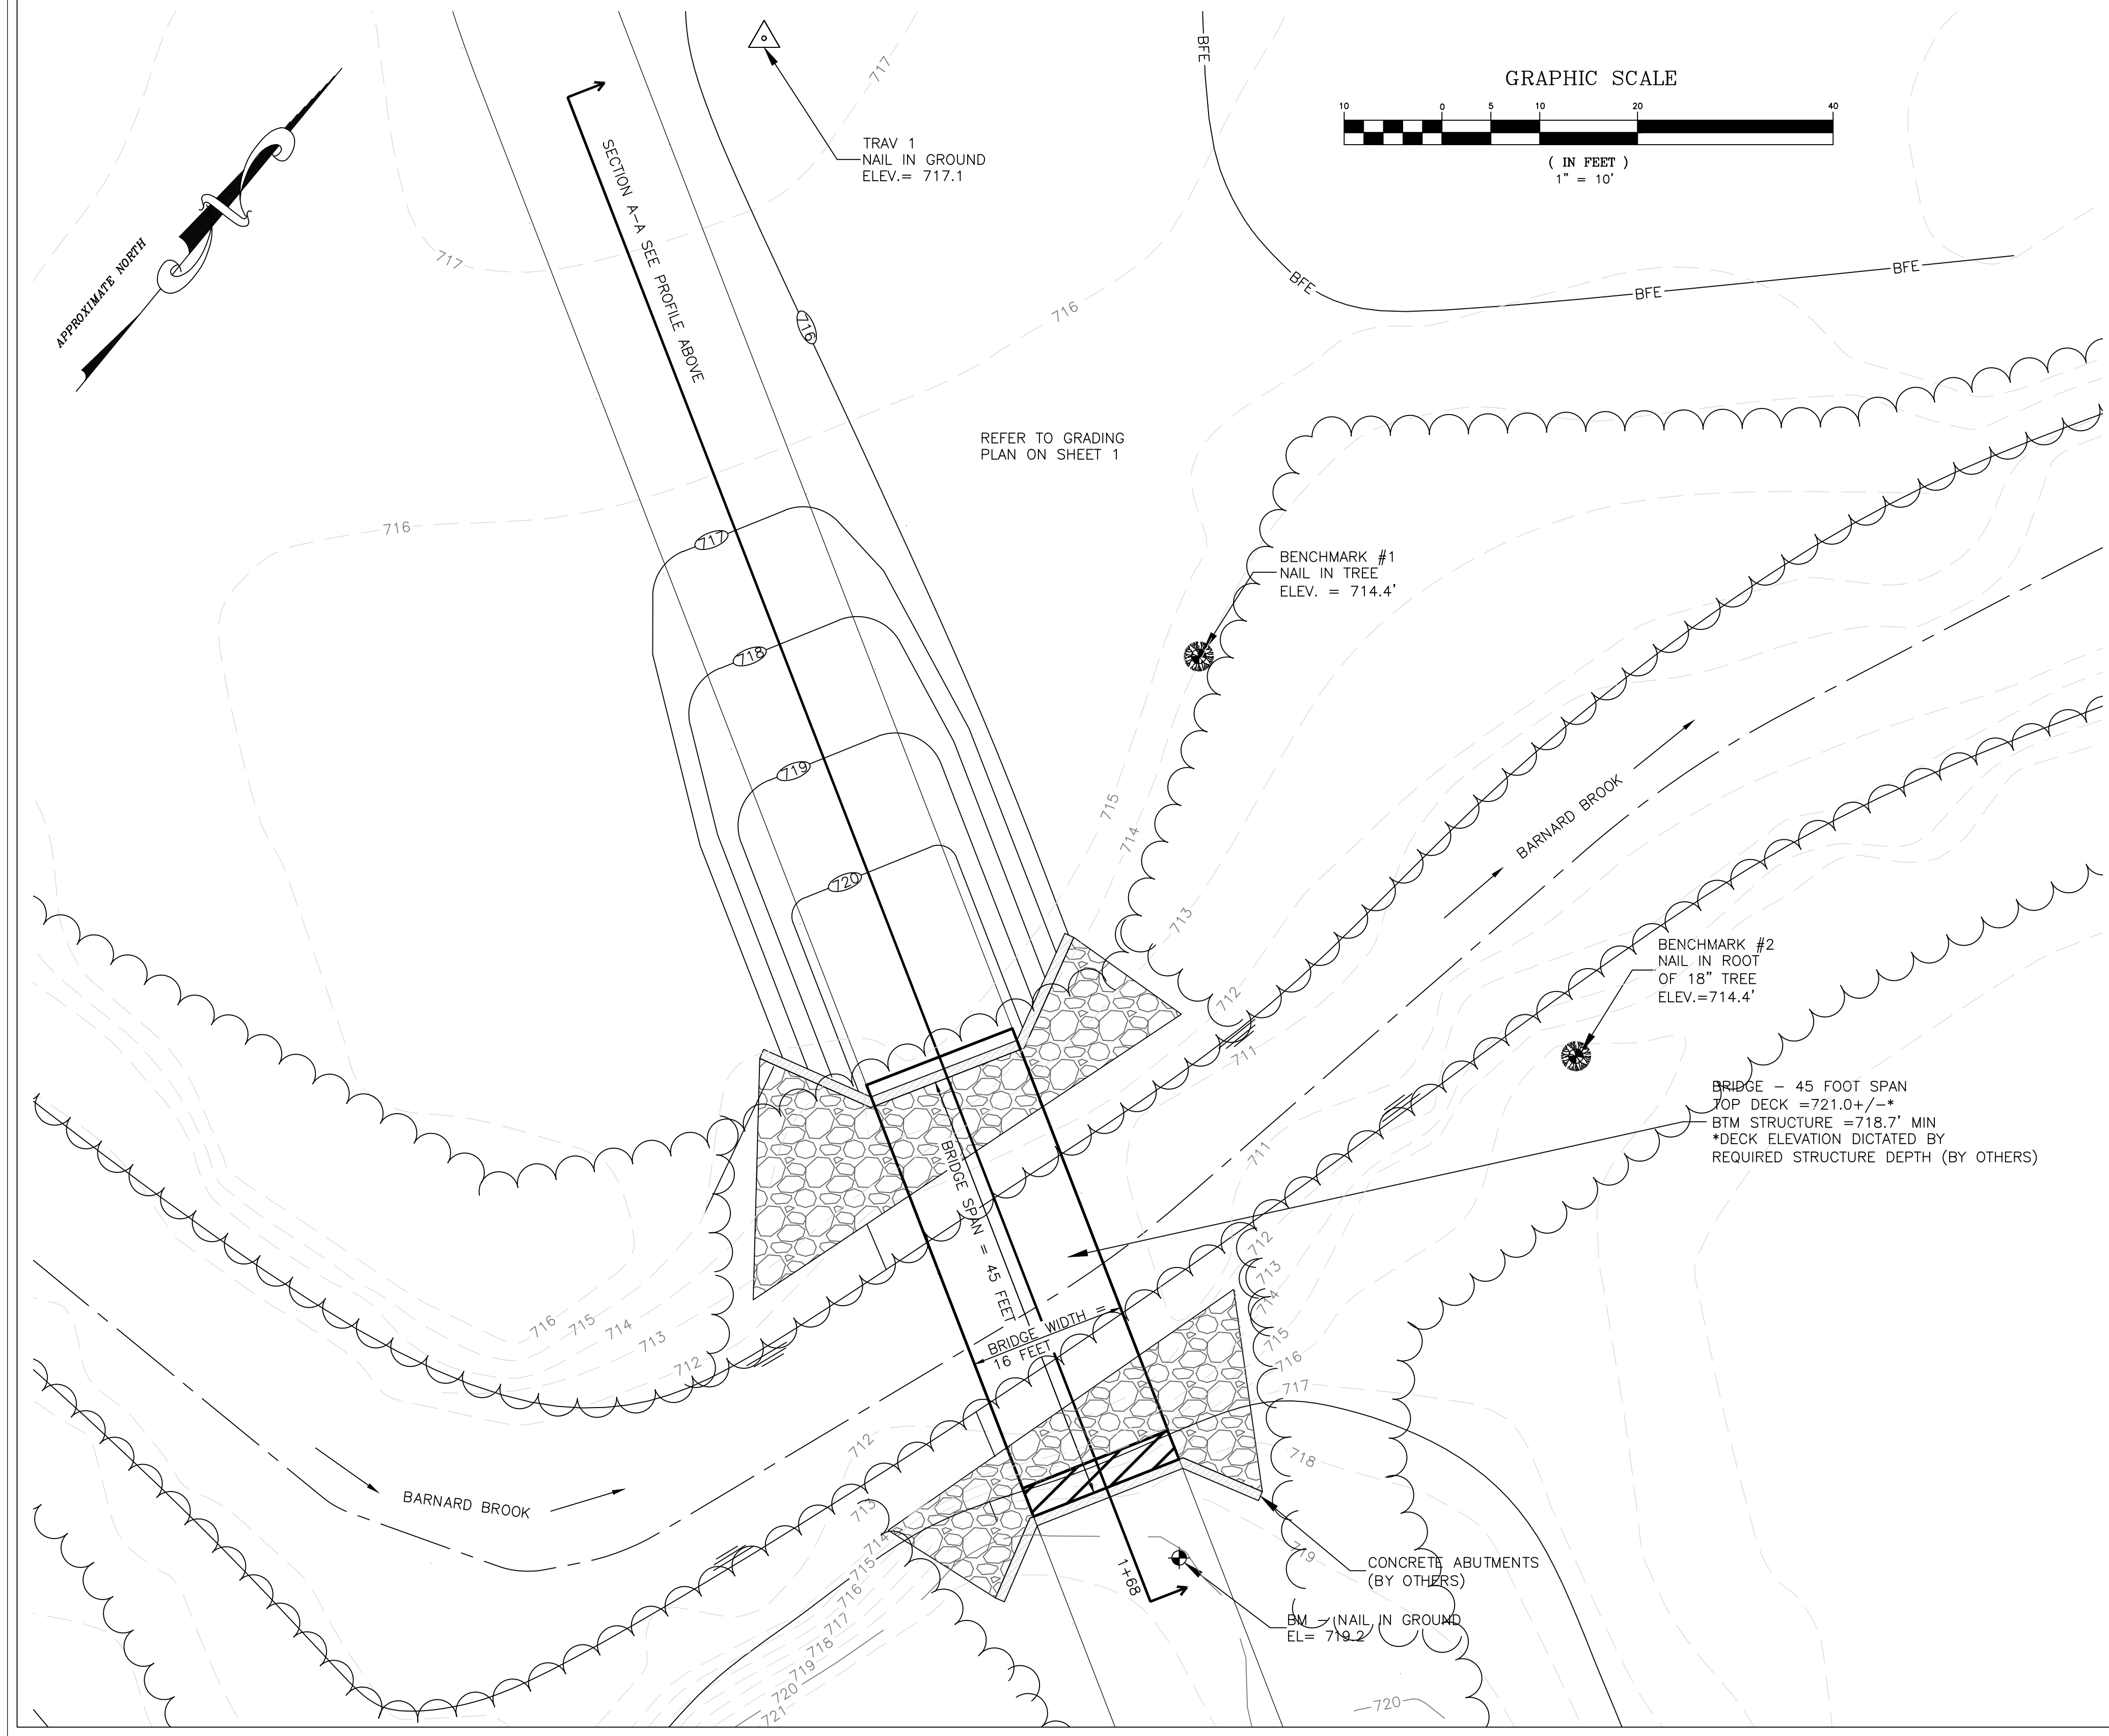 BFE
717
GRAPHIC SCALE
10 0 5 10 20 40
( IN FEET )
1" = 10'
TRAV 1
NAIL IN GROUND
ELEV.= 717.1
SECTION A-A SEE PROFILE ABOVE
APPROXIMATE NORTH
717
BFE
BFE
BFE
716
716
REFER TO GRADING
PLAN ON SHEET 1
716
717
BENCHMARK #1
NAIL IN TREE
ELEV. = 714.4'
718
719
715
714
BARNARD BROOK
720
713
BENCHMARK #2
NAIL IN ROOT
OF 18" TREE
ELEV.=714.4'
712
711
BRIDGE - 45 FOOT SPAN
TOP DECK =721.0+/-*
BTM STRUCTURE =718.7' MIN
*DECK ELEVATION DICTATED BY
REQUIRED STRUCTURE DEPTH (BY OTHERS)
711
BRIDGE SPAN = 45 FEET
BRIDGE WIDTH =
16 FEET
712
713
714
715
716
717
718
719
716
715
714
713
712
712
713
714
715
716
717
718
719
720
721
BARNARD BROOK
1+68
CONCRETE ABUTMENTS
(BY OTHERS)
BM - NAIL IN GROUND
EL= 719.2
720